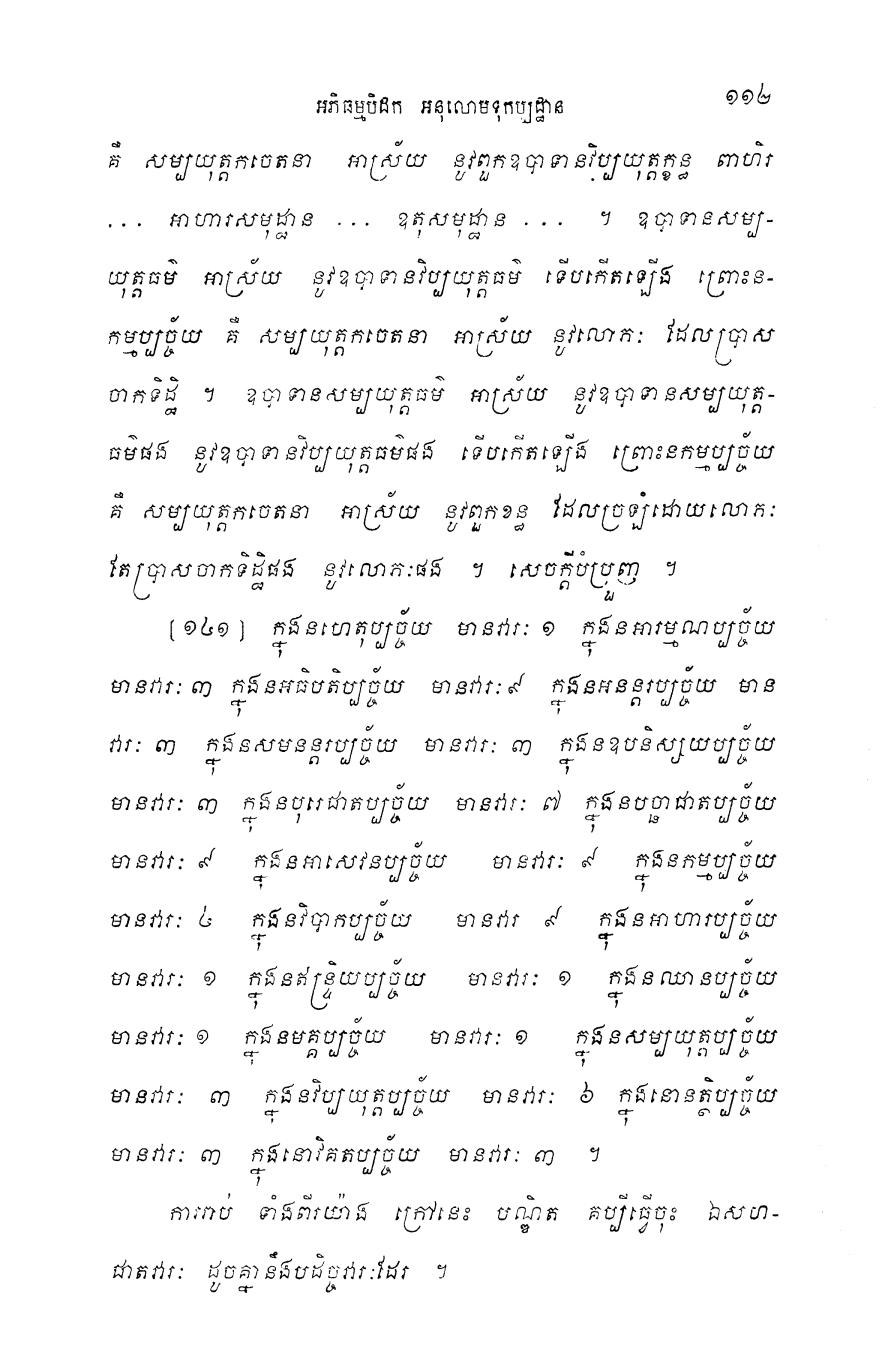 អភិធម្មបិដក អនុលោមទុកប្បដ្ឋាន ១១៤
គឺ សម្បយុត្តកចេតនា អាស្រ័យ នូវពួកឧបាទានវិប្បយុត្តក្ខន្ធ ពាហិរ
... អាហារសមុដ្ឋាន ... ឧតុសមុដ្ឋាន ... ។ ឧបាទានសម្ប-
យុត្តធម៌ អាស្រ័យ នូវឧបាទានវិប្បយុត្តធម៌ ទើបកើតឡើង ព្រោះន-
កម្មប្បច្ច័យ គឺ សម្បយុត្តកចេតនា អាស្រ័យ នូវលោភៈ ដែលប្រាស
ចាកទិដ្ឋិ ។ ឧបាទានសម្បយុត្តធម៌ អាស្រ័យ នូវឧបាទានសម្បយុត្ត-
ធម៌ផង នូវឧបាទានវិប្បយុត្តធម៌ផង ទើបកើតឡើង ព្រោះនកម្មប្បច្ច័យ
គឺ សម្បយុត្តកចេតនា អាស្រ័យ នូវពួកខន្ធ ដែលច្រឡំដោយលោភៈ
តែប្រាសចាកទិដ្ឋិផង នូវលោភៈផង ។ សេចក្តីបំប្រួញ ។
[១៤១] ក្នុងនហេតុប្បច្ច័យ មានវារៈ ១ ក្នុងនអារម្មណប្បច្ច័យ
មានវារៈ ៣ ក្នុងនអធិបតិប្បច្ច័យ មានវារៈ ៩ ក្នុងនអនន្តរប្បច្ច័យ មាន
វារៈ ៣ ក្នុងនសមនន្តរប្បច្ច័យ មានវារៈ ៣ ក្នុងនឧបនិស្សយប្បច្ច័យ
មានវារៈ ៣ ក្នុងនបុរេជាតប្បច្ច័យ មានវារៈ ៧ ក្នុងនបច្ឆាជាតប្បច្ច័យ
មានវារៈ ៩ ក្នុងនអាសេវនប្បច្ច័យ មានវារៈ ៩ ក្នុងនកម្មប្បច្ច័យ
មានវារៈ ៤ ក្នុងនវិបាកប្បច្ច័យ មានវារ ៩ ក្នុងនអាហារប្បច្ច័យ
មានវារៈ ១ ក្នុងនឥន្ទ្រិយប្បច្ច័យ មានវារៈ ១ ក្នុងនឈានប្បច្ច័យ
មានវារៈ ១ ក្នុងនមគ្គប្បច្ច័យ មានវារៈ ១ ក្នុងនសម្បយុត្តប្បច្ច័យ
មានវារៈ ៣ ក្នុងនវិប្បយុត្តប្បច្ច័យ មានវារៈ ៦ ក្នុងនោនត្ថិប្បច្ច័យ
មានវារៈ ៣ ក្នុងនោវិគតប្បច្ច័យ មានវារៈ ៣ ។
ការរាប់ ទាំងពីរយ៉ាង ក្រៅនេះ បណ្ឌិត គប្បីធ្វើចុះ ឯសហ-
ជាតវារៈ ដូចគ្នានឹងបដិច្ចវារៈដែរ ។